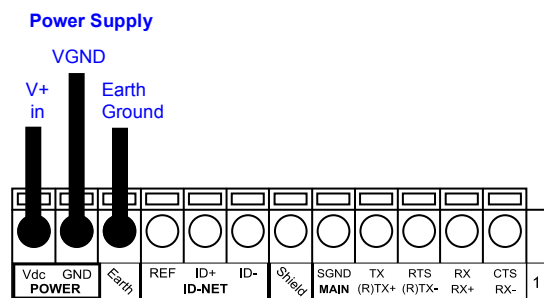 Power Supply
VGND
V+ in
Earth Ground
Vdc GND Earth REF ID+ ID- Shield SGND TX RTS RX CTS 1
POWER ID-NET MAIN (R)TX+ (R)TX- RX+ RX-